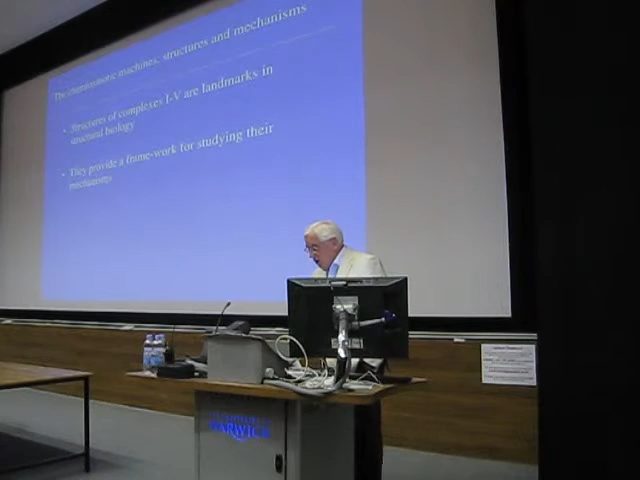 The chemiosmotic machines, structures and mechanisms
• Structures of complexes I-V are landmarks in
structural biology
• They provide a frame-work for studying their
mechanisms
WARWICK